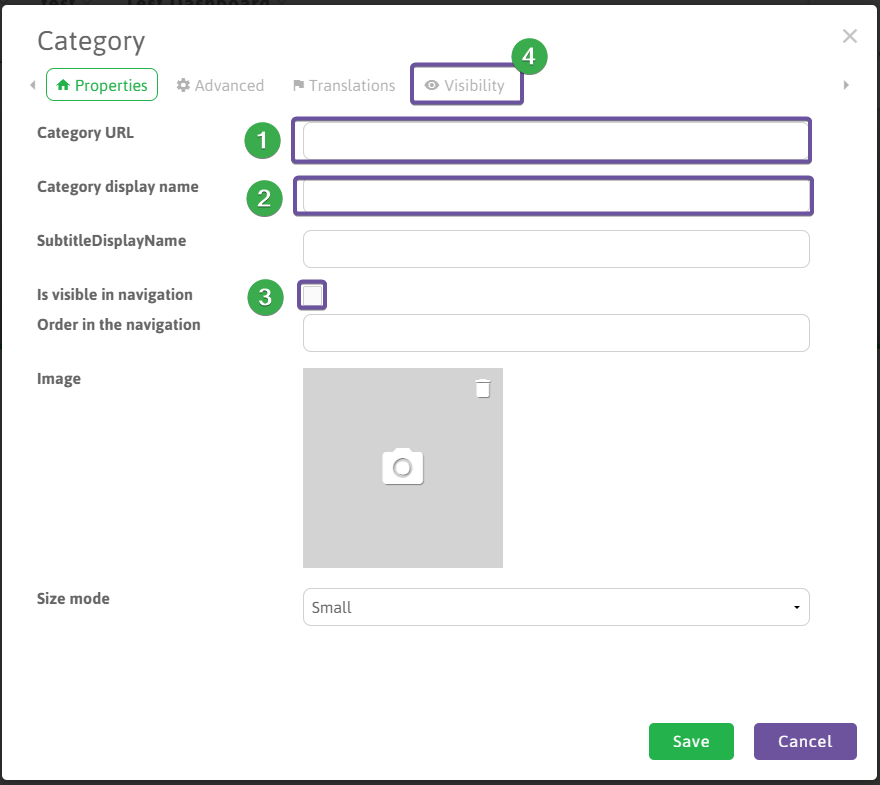 Category
4
Properties Advanced Translations Visibility
Category URL 1
Category display name 2
SubtitleDisplayName
Is visible in navigation 3
Order in the navigation
Image
Size mode Small
Save Cancel